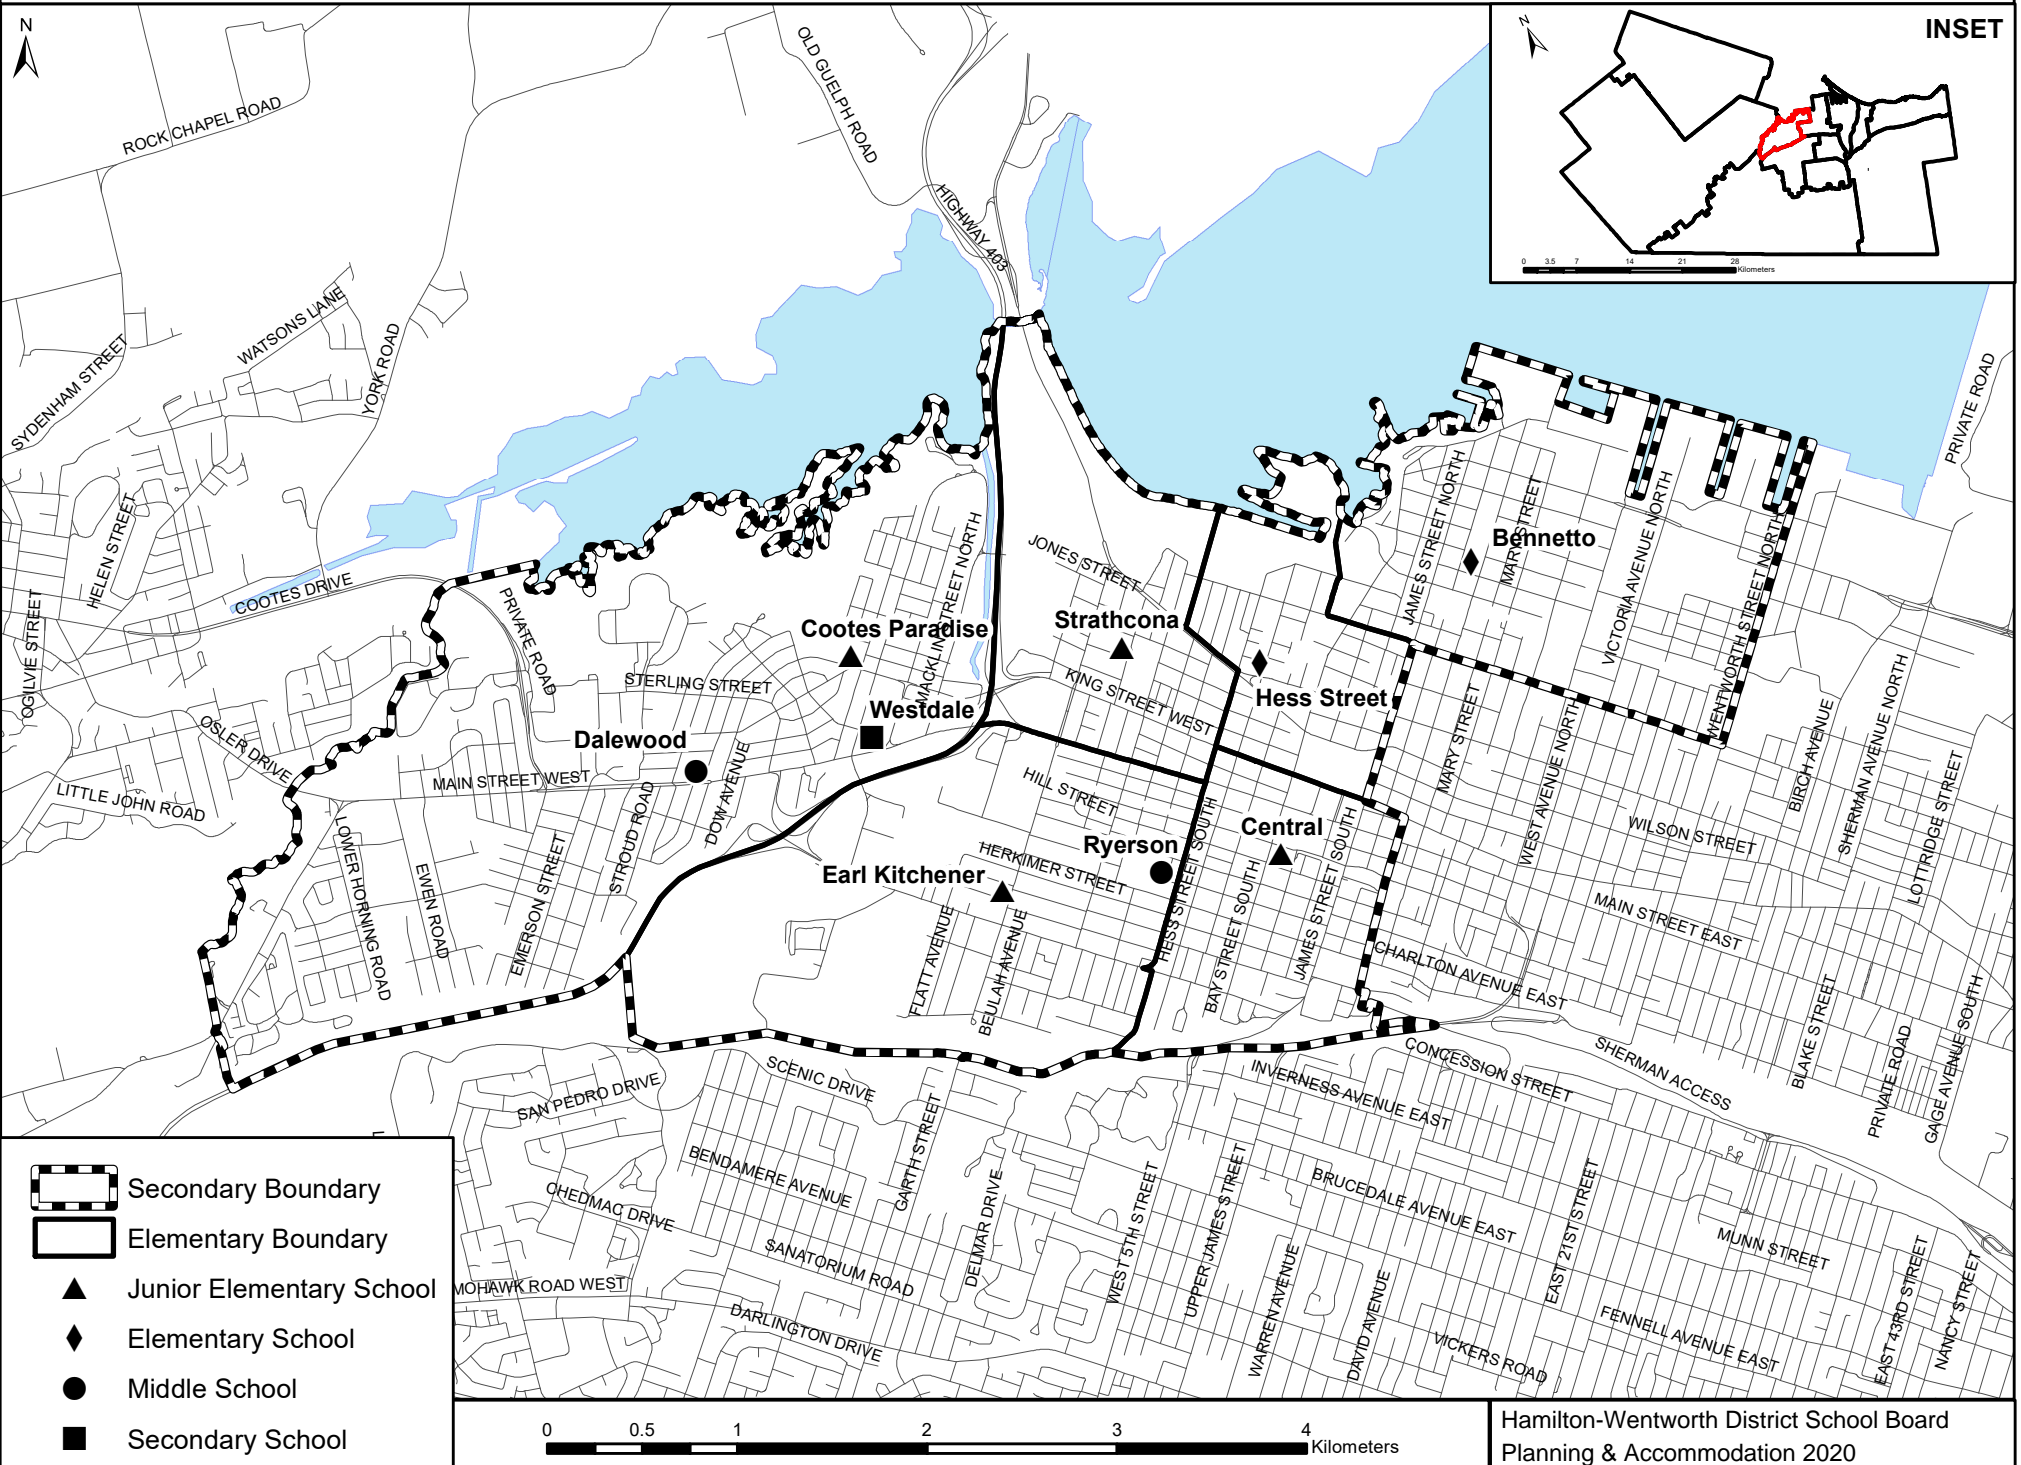 N
N
INSET
0 3.5 7 14 21 28
Kilometers
OLD GUELPH ROAD
ROCK CHAPEL ROAD
HIGHWAY 403
WATSONS LANE
YORK ROAD
SYDENHAM STREET
PRIVATE ROAD
HELEN STREET
COOTES DRIVE
OGILVIE STREET
PRIVATE ROAD
MACKLIN STREET NORTH
JONES STREET
JAMES STREET NORTH
MARY STREET
Bennetto
VICTORIA AVENUE NORTH
WENTWORTH STREET NORTH
Cootes Paradise
Strathcona
STERLING STREET
KING STREET WEST
Hess Street
Westdale
Dalewood
OSLER DRIVE
MAIN STREET WEST
LITTLE JOHN ROAD
DOW AVENUE
STROUD ROAD
HILL STREET
MARY STREET
WEST AVENUE NORTH
BIRCH AVENUE
SHERMAN AVENUE NORTH
LOTTRIDGE STREET
WILSON STREET
LOWER HORNING ROAD
EWEN ROAD
EMERSON STREET
Central
Ryerson
Earl Kitchener
HERKIMER STREET
HESS STREET SOUTH
BAY STREET SOUTH
JAMES STREET SOUTH
FLATT AVENUE
BEULAH AVENUE
MAIN STREET EAST
CHARLTON AVENUE EAST
BLAKE STREET
PRIVATE ROAD
GAGE AVENUE SOUTH
CONCESSION STREET
SHERMAN ACCESS
INVERNESS AVENUE EAST
SCENIC DRIVE
SAN PEDRO DRIVE
GARTH STREET
BENDAMERE AVENUE
CHEDMAC DRIVE
SANATORIUM ROAD
DELMAR DRIVE
WEST 5TH STREET
UPPER JAMES STREET
BRUCEDALE AVENUE EAST
EAST 21ST STREET
MUNN STREET
WARREN AVENUE
DAVID AVENUE
VICKERS ROAD
FENNELL AVENUE EAST
EAST 43RD STREET
NANCY STREET
MOHAWK ROAD WEST
DARLINGTON DRIVE
Secondary Boundary
Elementary Boundary
Junior Elementary School
Elementary School
Middle School
Secondary School
0 0.5 1 2 3 4
Kilometers
Hamilton-Wentworth District School Board
Planning & Accommodation 2020